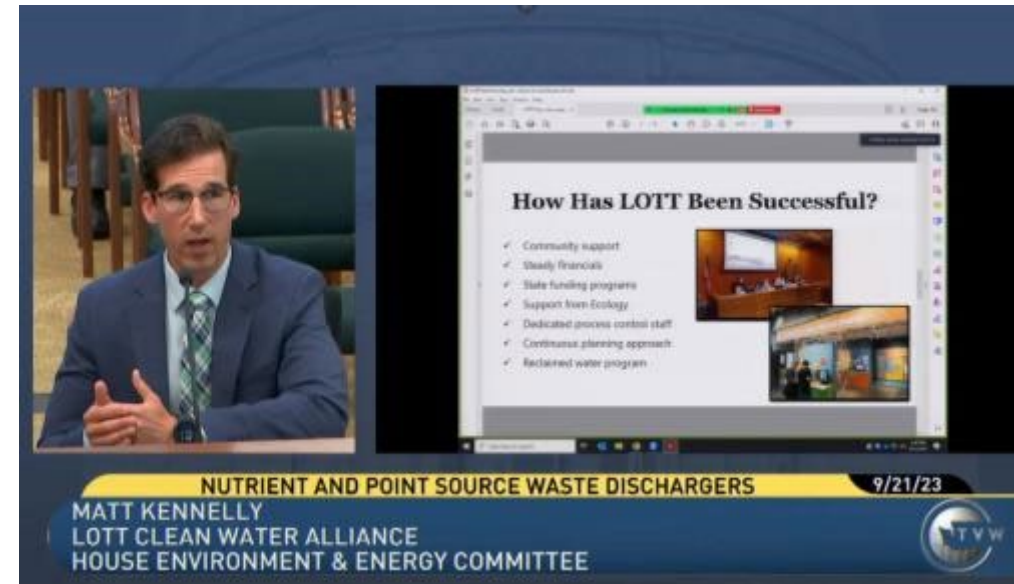 How Has LOTT Been Successful?
✓ Community support
✓ Steady financials
✓ State funding programs
✓ Support from Ecology
✓ Dedicated process control staff
✓ Continuous planning approach
✓ Reclaimed water program
NUTRIENT AND POINT SOURCE WASTE DISCHARGERS
9/21/23
MATT KENNELLY
LOTT CLEAN WATER ALLIANCE
HOUSE ENVIRONMENT & ENERGY COMMITTEE
TVW